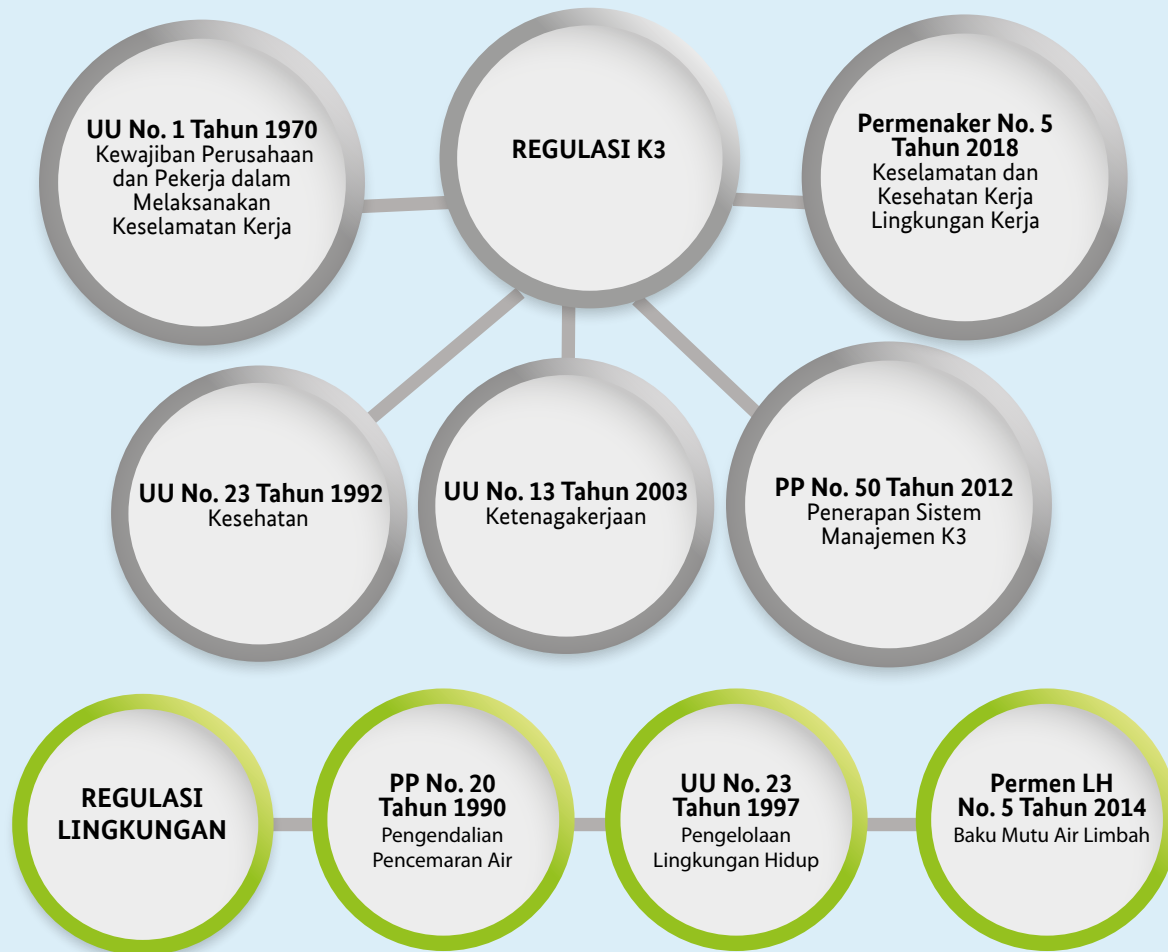 UU No. 1 Tahun 1970
Kewajiban Perusahaan
dan Pekerja dalam
Melaksanakan
Keselamatan Kerja
REGULASI K3
Permenaker No. 5
Tahun 2018
Keselamatan dan
Kesehatan Kerja
Lingkungan Kerja
UU No. 23 Tahun 1992
Kesehatan
UU No. 13 Tahun 2003
Ketenagakerjaan
PP No. 50 Tahun 2012
Penerapan Sistem
Manajemen K3
REGULASI
LINGKUNGAN
PP No. 20
Tahun 1990
Pengendalian
Pencemaran Air
UU No. 23
Tahun 1997
Pengelolaan
Lingkungan Hidup
Permen LH
No. 5 Tahun 2014
Baku Mutu Air Limbah